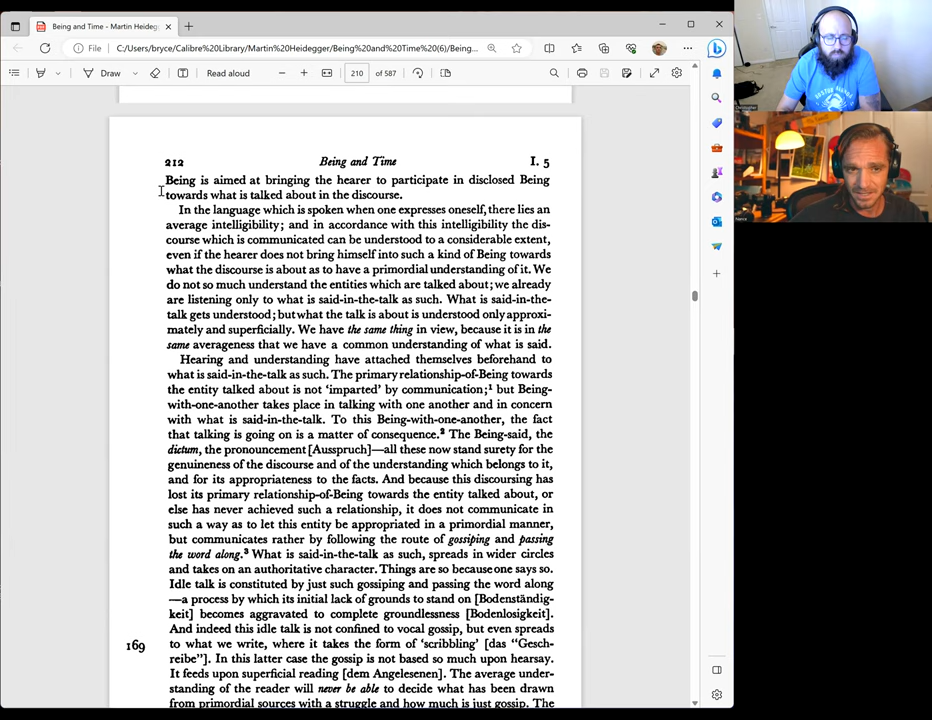 Being and Time - Martin Heideg
File
C:/Users/bryce/Calibre%20Library/Martin%20Heidegger/Being%20and%20Time%20(6)/Being...
Draw
Read aloud
210 of 587
212 Being and Time I. 5
Being is aimed at bringing the hearer to participate in disclosed Being
towards what is talked about in the discourse.
In the language which is spoken when one expresses oneself, there lies an
average intelligibility; and in accordance with this intelligibility the dis-
course which is communicated can be understood to a considerable extent,
even if the hearer does not bring himself into such a kind of Being towards
what the discourse is about as to have a primordial understanding of it. We
do not so much understand the entities which are talked about; we already
are listening only to what is said-in-the-talk as such. What is said-in-the-
talk gets understood; but what the talk is about is understood only approxi-
mately and superficially. We have the same thing in view, because it is in the
same averageness that we have a common understanding of what is said.
Hearing and understanding have attached themselves beforehand to
what is said-in-the-talk as such. The primary relationship-of-Being towards
the entity talked about is not ‘imparted’ by communication;¹ but Being-
with-one-another takes place in talking with one another and in concern
with what is said-in-the-talk. To this Being-with-one-another, the fact
that talking is going on is a matter of consequence.² The Being-said, the
dictum, the pronouncement [Ausspruch]—all these now stand surety for the
genuineness of the discourse and of the understanding which belongs to it,
and for its appropriateness to the facts. And because this discoursing has
lost its primary relationship-of-Being towards the entity talked about, or
else has never achieved such a relationship, it does not communicate in
such a way as to let this entity be appropriated in a primordial manner,
but communicates rather by following the route of gossiping and passing
the word along.³ What is said-in-the-talk as such, spreads in wider circles
and takes on an authoritative character. Things are so because one says so.
Idle talk is constituted by just such gossiping and passing the word along
—a process by which its initial lack of grounds to stand on [Bodenständig-
keit] becomes aggravated to complete groundlessness [Bodenlosigkeit].
And indeed this idle talk is not confined to vocal gossip, but even spreads
169 to what we write, where it takes the form of ‘scribbling’ [das “Gesch-
reibe”]. In this latter case the gossip is not based so much upon hearsay.
It feeds upon superficial reading [dem Angelesenen]. The average under-
standing of the reader will never be able to decide what has been drawn
from primordial sources with a struggle and how much is just gossip. The